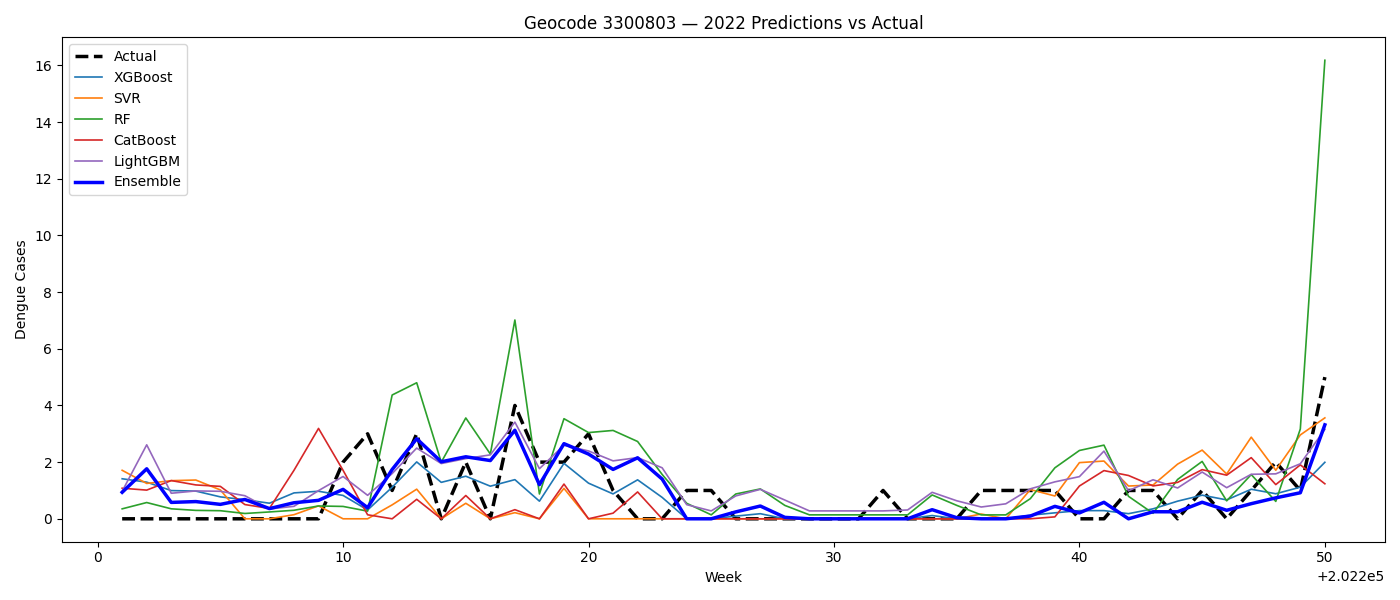 Geocode 3300803 — 2022 Predictions vs Actual
Dengue Cases
16
14
12
10
8
6
4
2
0
Actual
XGBoost
SVR
RF
CatBoost
LightGBM
Ensemble
0 10 20 30 40 50
Week
+2.022e5